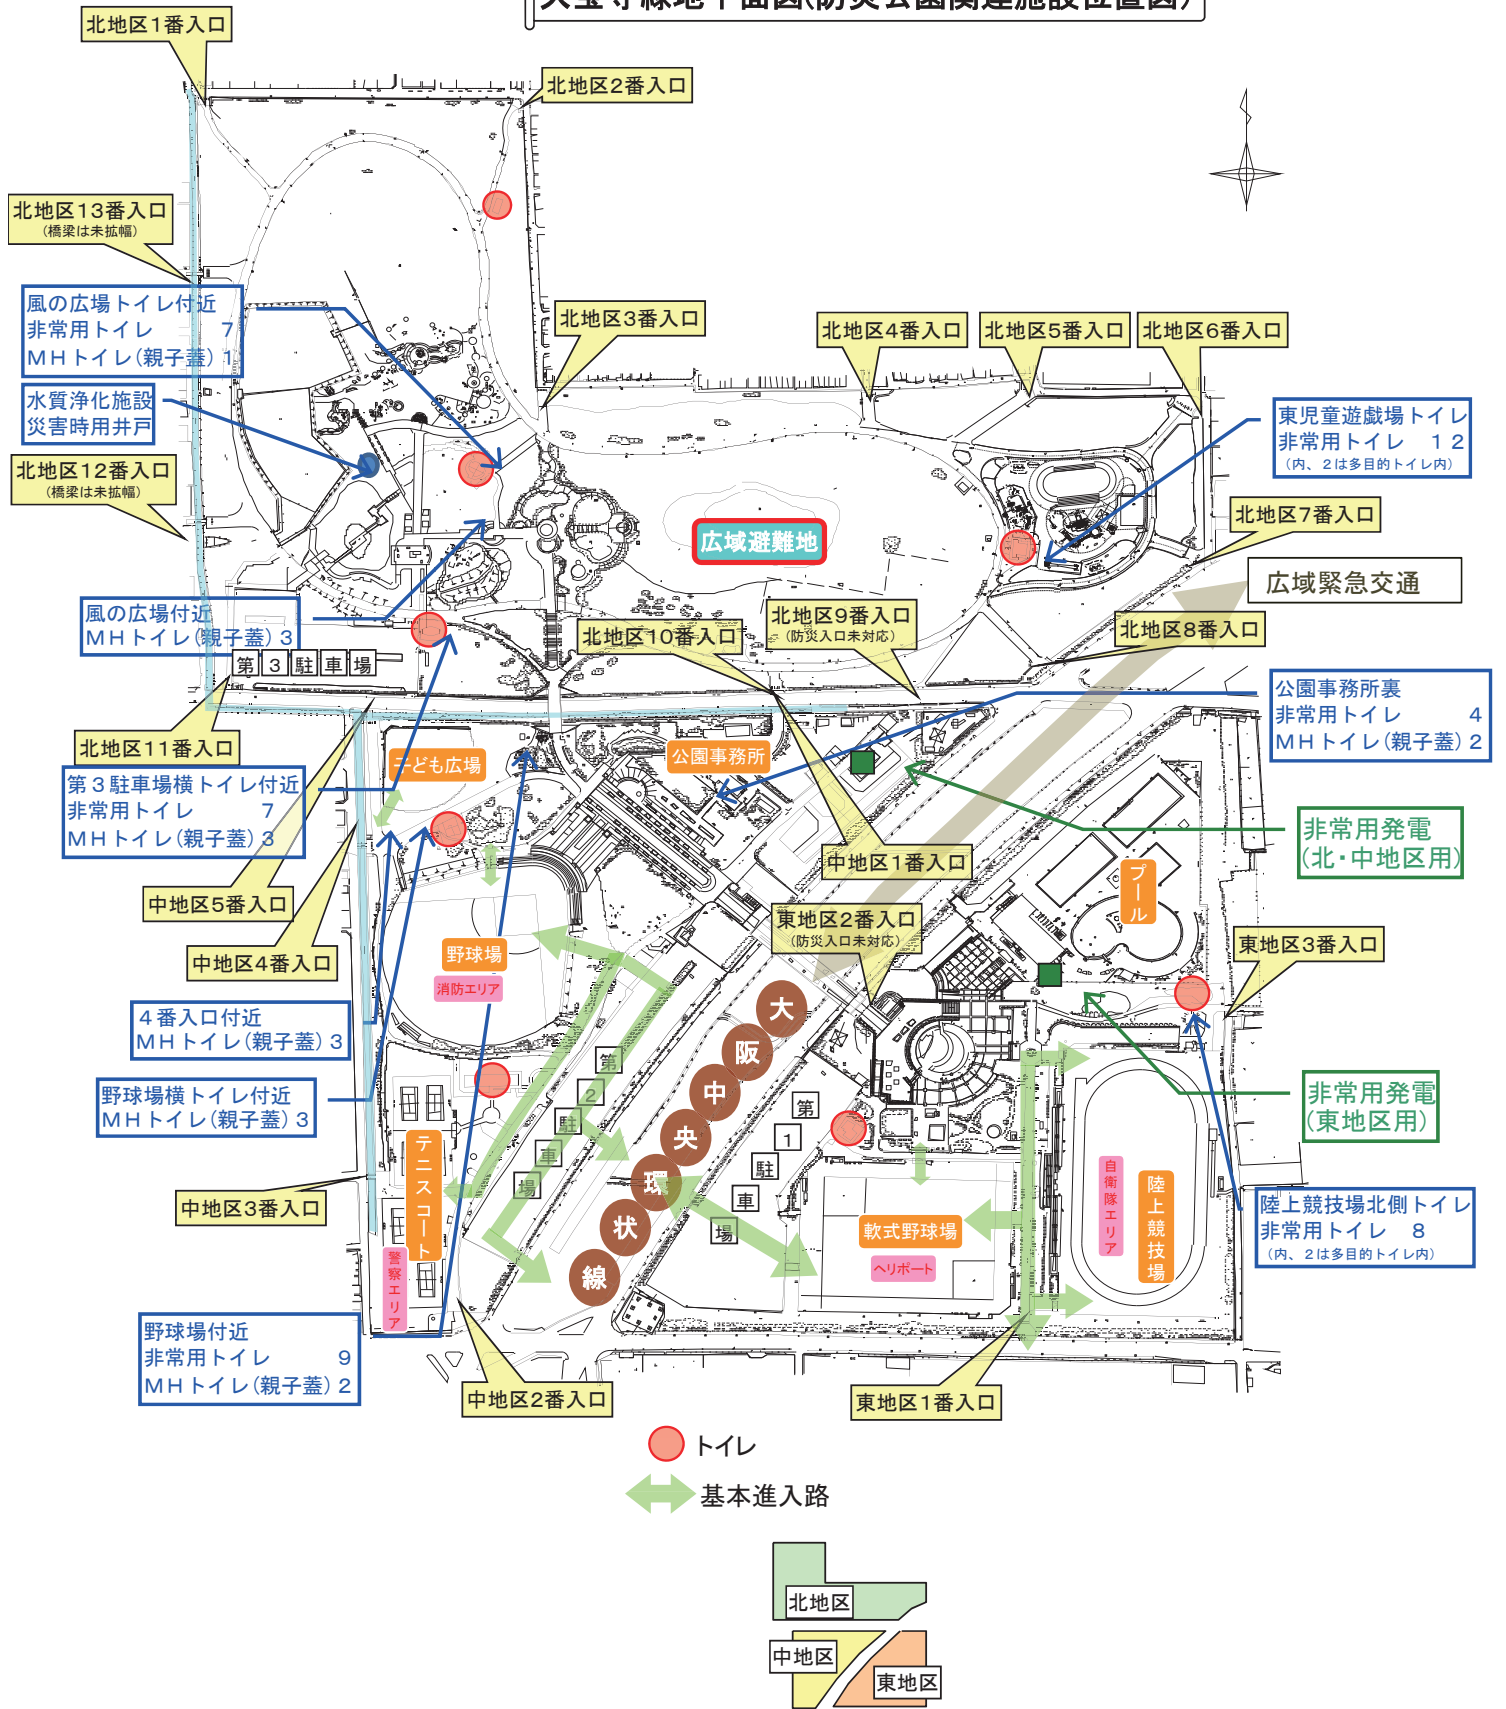 久宝寺緑地平面図(防災公園関連施設位置図)
北地区1番入口
北地区2番入口
北地区13番入口
(橋梁は未拡幅)
風の広場トイレ付近
非常用トイレ 7
MHトイレ(親子蓋)1
水質浄化施設
災害時用井戸
北地区12番入口
(橋梁は未拡幅)
北地区3番入口
北地区4番入口
北地区5番入口
北地区6番入口
東児童遊戯場トイレ
非常用トイレ 12
(内、2は多目的トイレ内)
北地区7番入口
広域避難地
広域緊急交通
風の広場付近
MHトイレ(親子蓋)3
北地区10番入口
北地区9番入口
(防災入口未対応)
北地区8番入口
第3駐車場
北地区11番入口
公園事務所裏
非常用トイレ 4
MHトイレ(親子蓋)2
第3駐車場横トイレ付近
非常用トイレ 7
MHトイレ(親子蓋)3
子ども広場
公園事務所
非常用発電
(北・中地区用)
中地区1番入口
プール
中地区5番入口
東地区2番入口
(防災入口未対応)
東地区3番入口
中地区4番入口
野球場
消防エリア
4番入口付近
MHトイレ(親子蓋)3
野球場横トイレ付近
MHトイレ(親子蓋)3
大阪中央環状線
第2駐車場
第1駐車場
非常用発電
(東地区用)
テニスコート
警察エリア
中地区3番入口
自衛隊エリア
陸上競技場
軟式野球場
ヘリポート
陸上競技場北側トイレ
非常用トイレ 8
(内、2は多目的トイレ内)
野球場付近
非常用トイレ 9
MHトイレ(親子蓋)2
中地区2番入口
東地区1番入口
トイレ
基本進入路
北地区
中地区
東地区